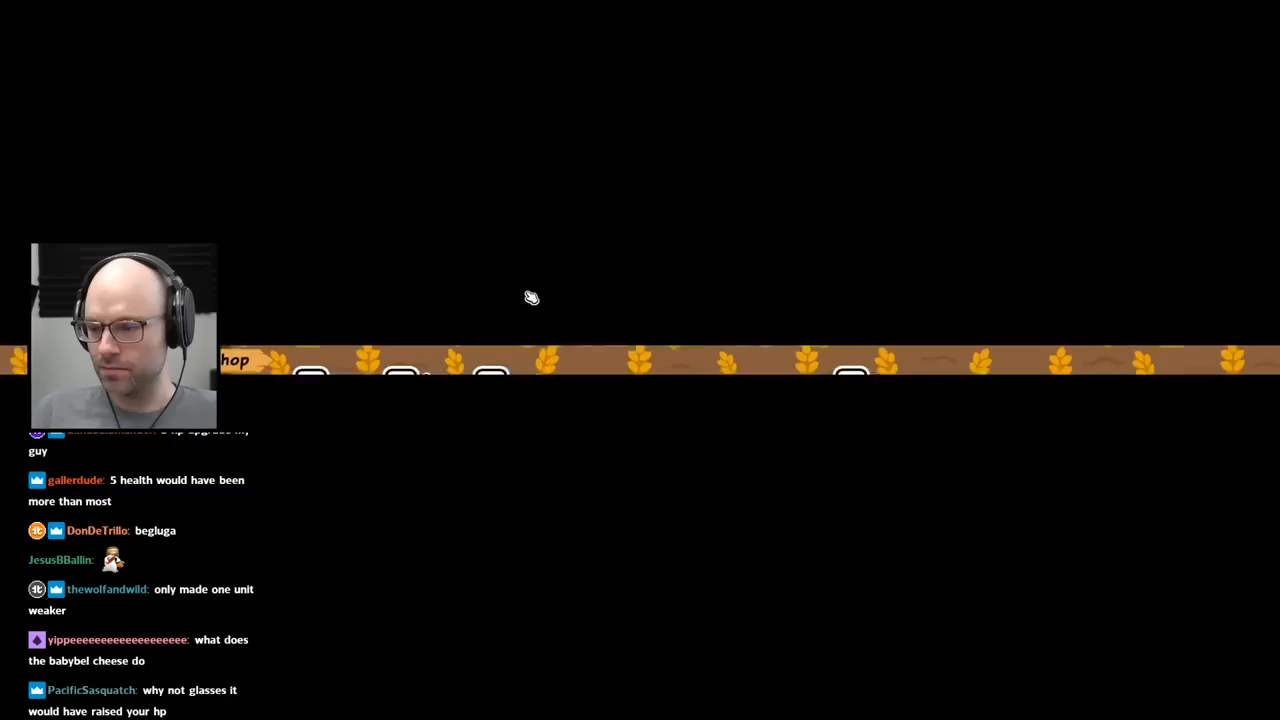 hop
guy
gallerdude: 5 health would have been
more than most
DonDeTrillo: begluga
JesusBBallin:
thewolfandwild: only made one unit
weaker
yippeeeeeeeeeeeeeeeeeee: what does
the babybel cheese do
PacificSasquatch: why not glasses it
would have raised your hp